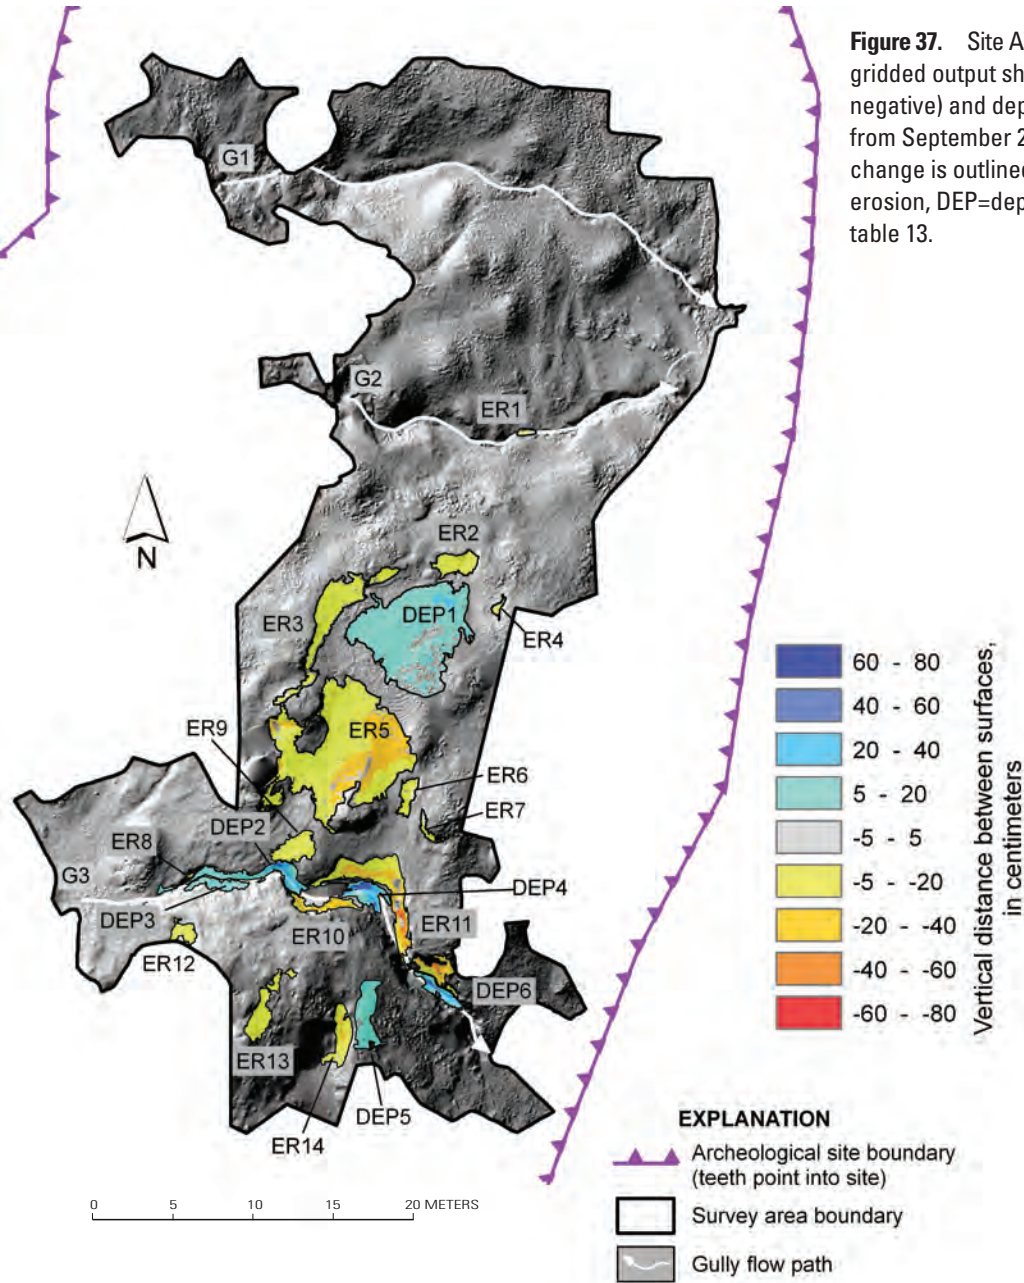 Figure 37. Site A
gridded output sh
negative) and dep
from September 2
change is outlined
erosion, DEP=dep
table 13.
G1
G2
ER1
N
ER2
DEP1
ER3
ER4
ER5
ER9
ER6
ER7
DEP2
ER8
G3
DEP4
DEP3
ER10
ER11
ER12
DEP6
ER13
DEP5
ER14
60 - 80
40 - 60
20 - 40
5 - 20
-5 - 5
-5 - -20
-20 - -40
-40 - -60
-60 - -80
Vertical distance between surfaces,
in centimeters
EXPLANATION
Archeological site boundary
(teeth point into site)
Survey area boundary
Gully flow path
0 5 10 15 20 METERS